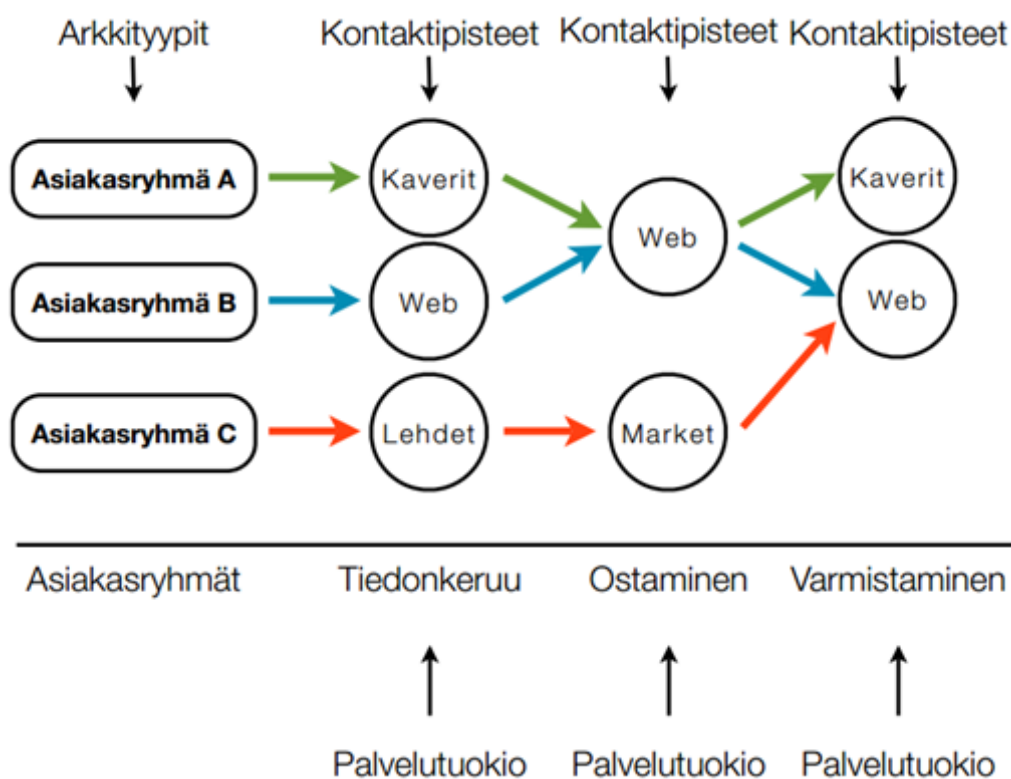 Arkkityypit Kontaktipisteet Kontaktipisteet Kontaktipisteet
Asiakasryhmä A Kaverit Kaverit
Web
Asiakasryhmä B Web Web
Asiakasryhmä C Lehdet Market
Asiakasryhmät Tiedonkeruu Ostaminen Varmistaminen
Palvelutuokio Palvelutuokio Palvelutuokio